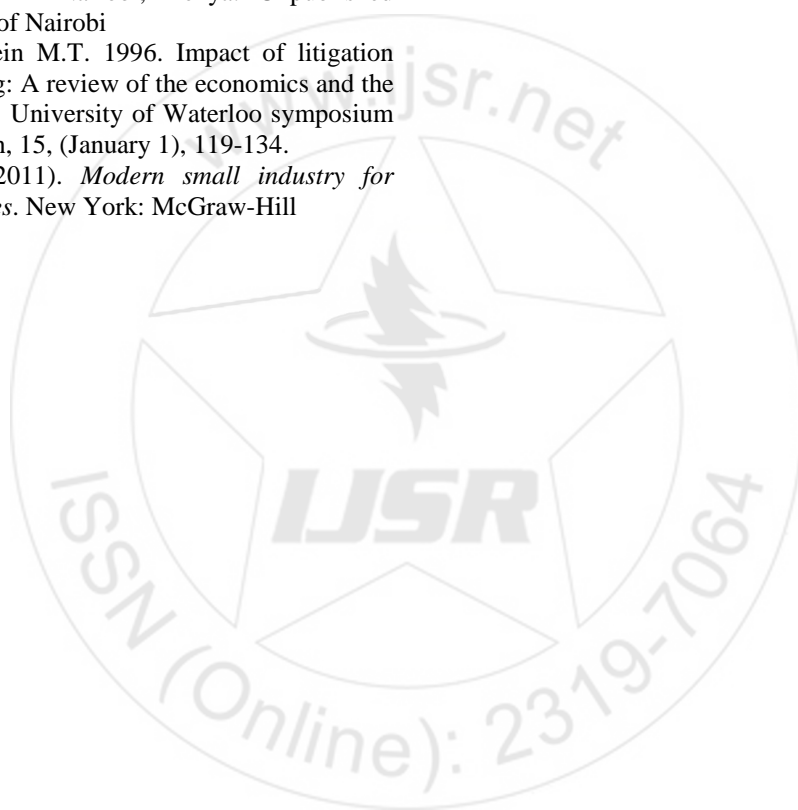 of Nairobi
ein M.T. 1996. Impact of litigation
g: A review of the economics and the
University of Waterloo symposium
n, 15, (January 1), 119-134.
2011). Modern small industry for
es. New York: McGraw-Hill
www.ijsr.net
IJSR
ISSN (Online): 2319-7064